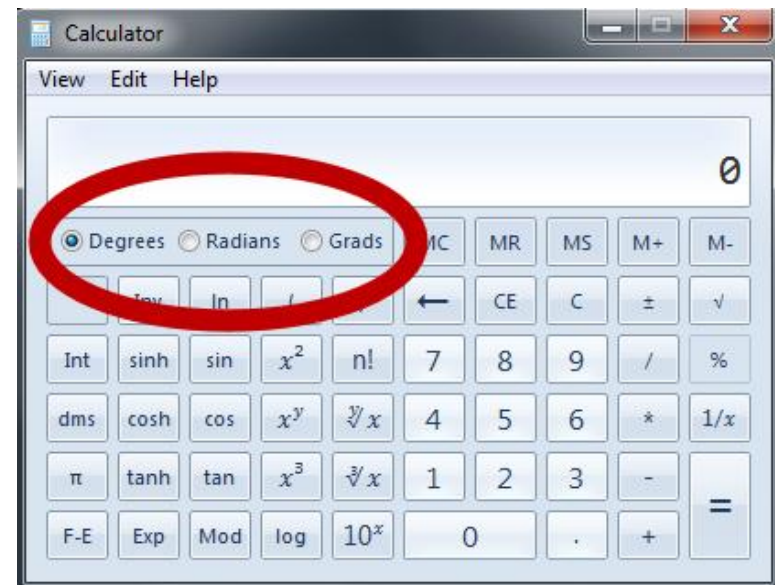 Calculator
View Edit Help
0
Degrees Radians Grads MC MR MS M+ M-
Inv ln ( ← CE C ± √
Int sinh sin x² n! 7 8 9 / %
dms cosh cos xʸ ʸ√x 4 5 6 * 1/x
π tanh tan x³ ³√x 1 2 3 - =
F-E Exp Mod log 10ˣ 0 . +